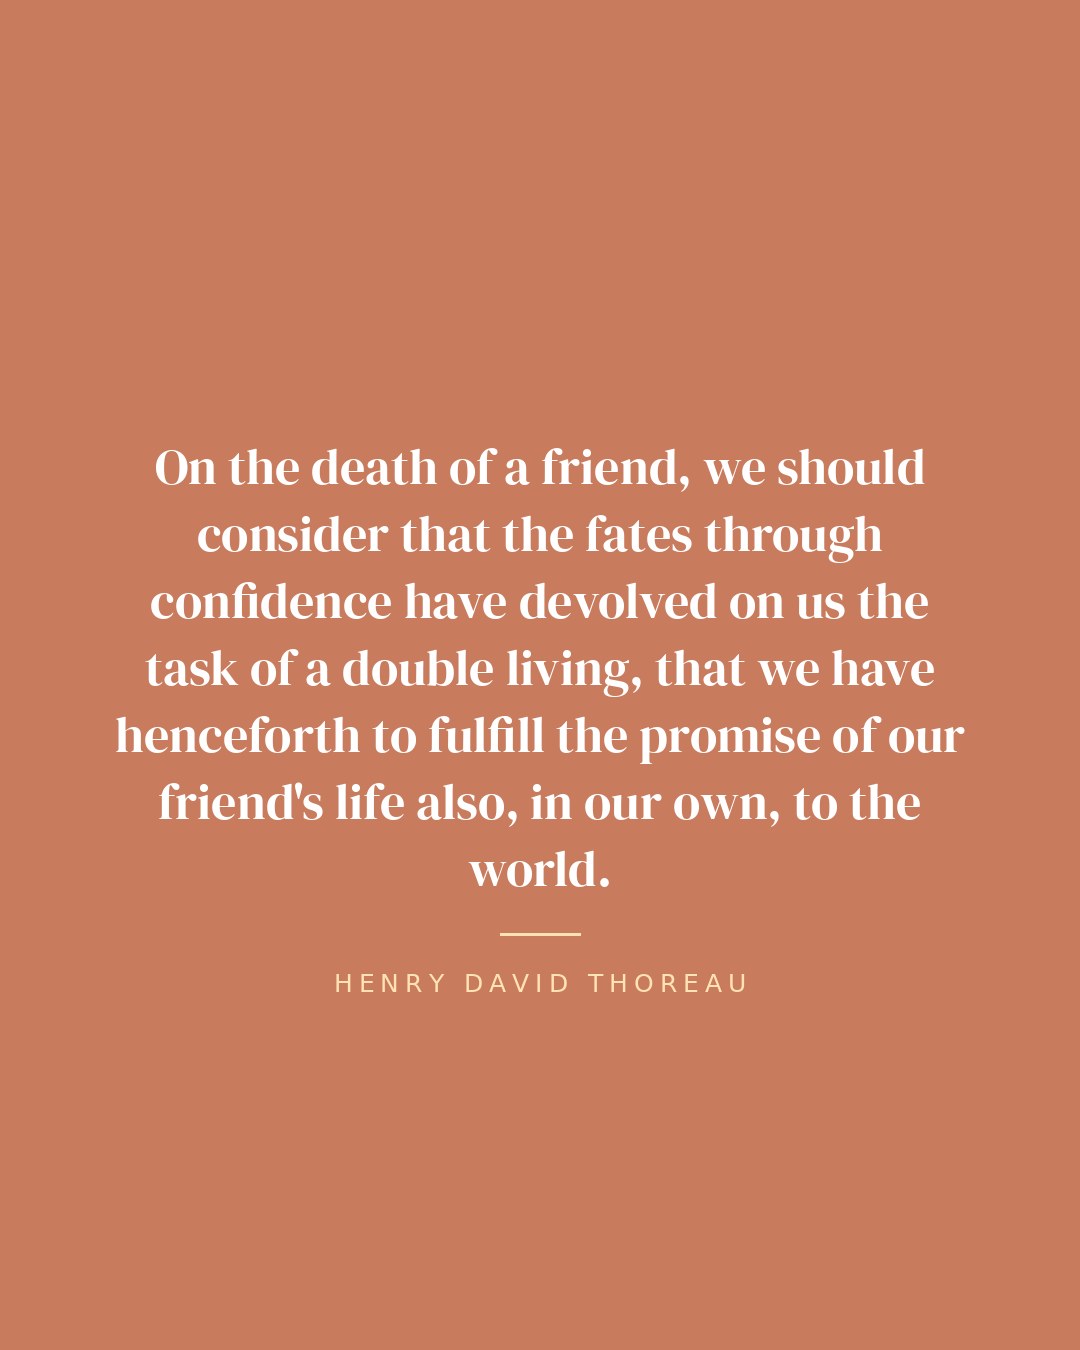 On the death of a friend, we should
consider that the fates through
confidence have devolved on us the
task of a double living, that we have
henceforth to fulfill the promise of our
friend's life also, in our own, to the
world.
HENRY DAVID THOREAU